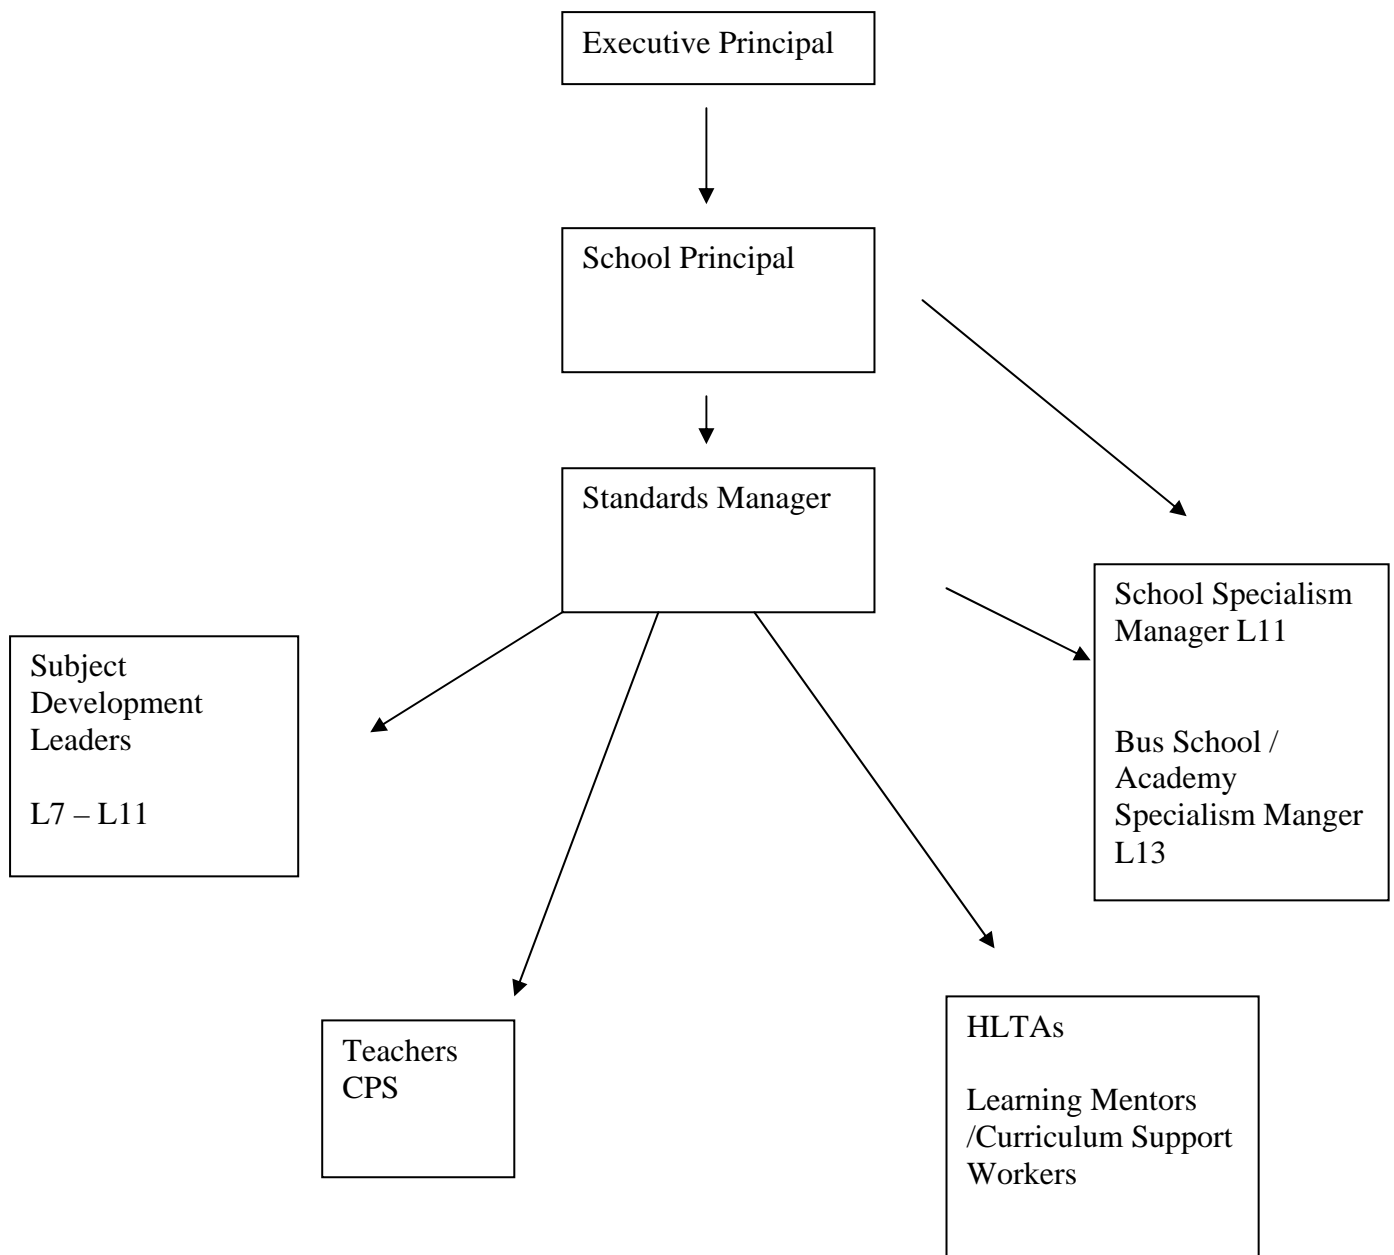 Executive Principal
School Principal
Standards Manager
School Specialism
Manager L11
Bus School /
Academy
Specialism Manger
L13
Subject
Development
Leaders
L7 – L11
Teachers
CPS
HLTAs
Learning Mentors
/Curriculum Support
Workers